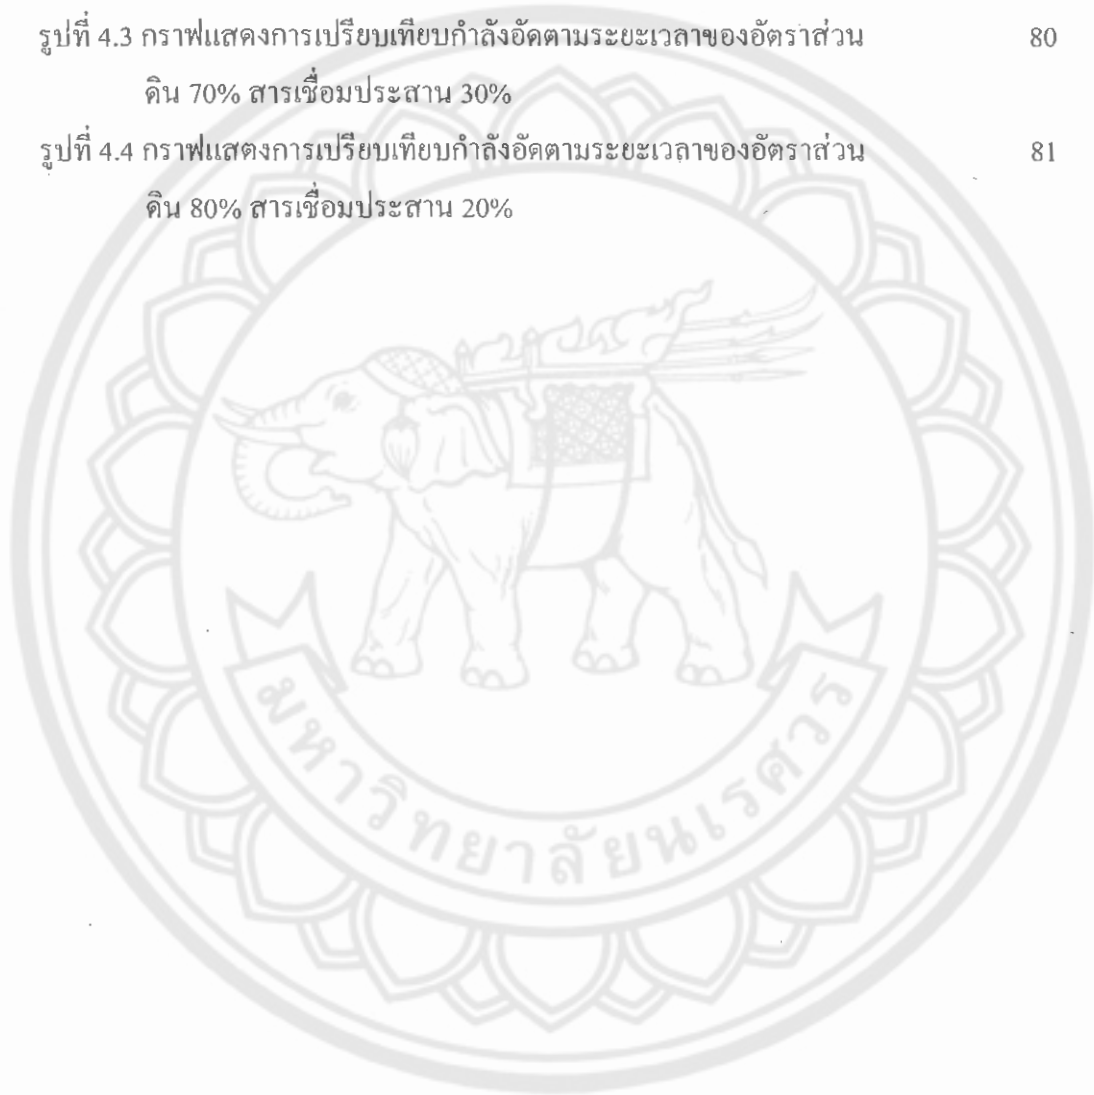 รูปที่ 4.3 กราฟแสดงการเปรียบเทียบกำลังอัดตามระยะเวลาของอัตราส่วน 80
ดิน 70% สารเชื่อมประสาน 30%
รูปที่ 4.4 กราฟแสดงการเปรียบเทียบกำลังอัดตามระยะเวลาของอัตราส่วน 81
ดิน 80% สารเชื่อมประสาน 20%
มหาวิทยาลัยนเรศวร